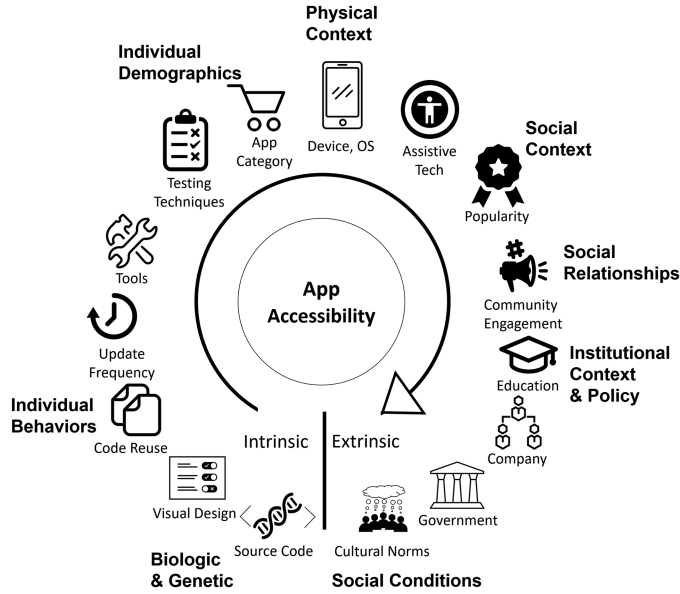 Physical
Context
Individual
Demographics
App
Category
Device, OS
Assistive
Tech
Social
Context
Testing
Techniques
Popularity
Tools
#
Social
Relationships
App
Accessibility
Community
Engagement
Update
Frequency
Education
Institutional
Context
& Policy
Individual
Behaviors
Code Reuse
Intrinsic
Extrinsic
Company
Visual Design
Source Code
Cultural Norms
Government
Biologic
& Genetic
Social Conditions